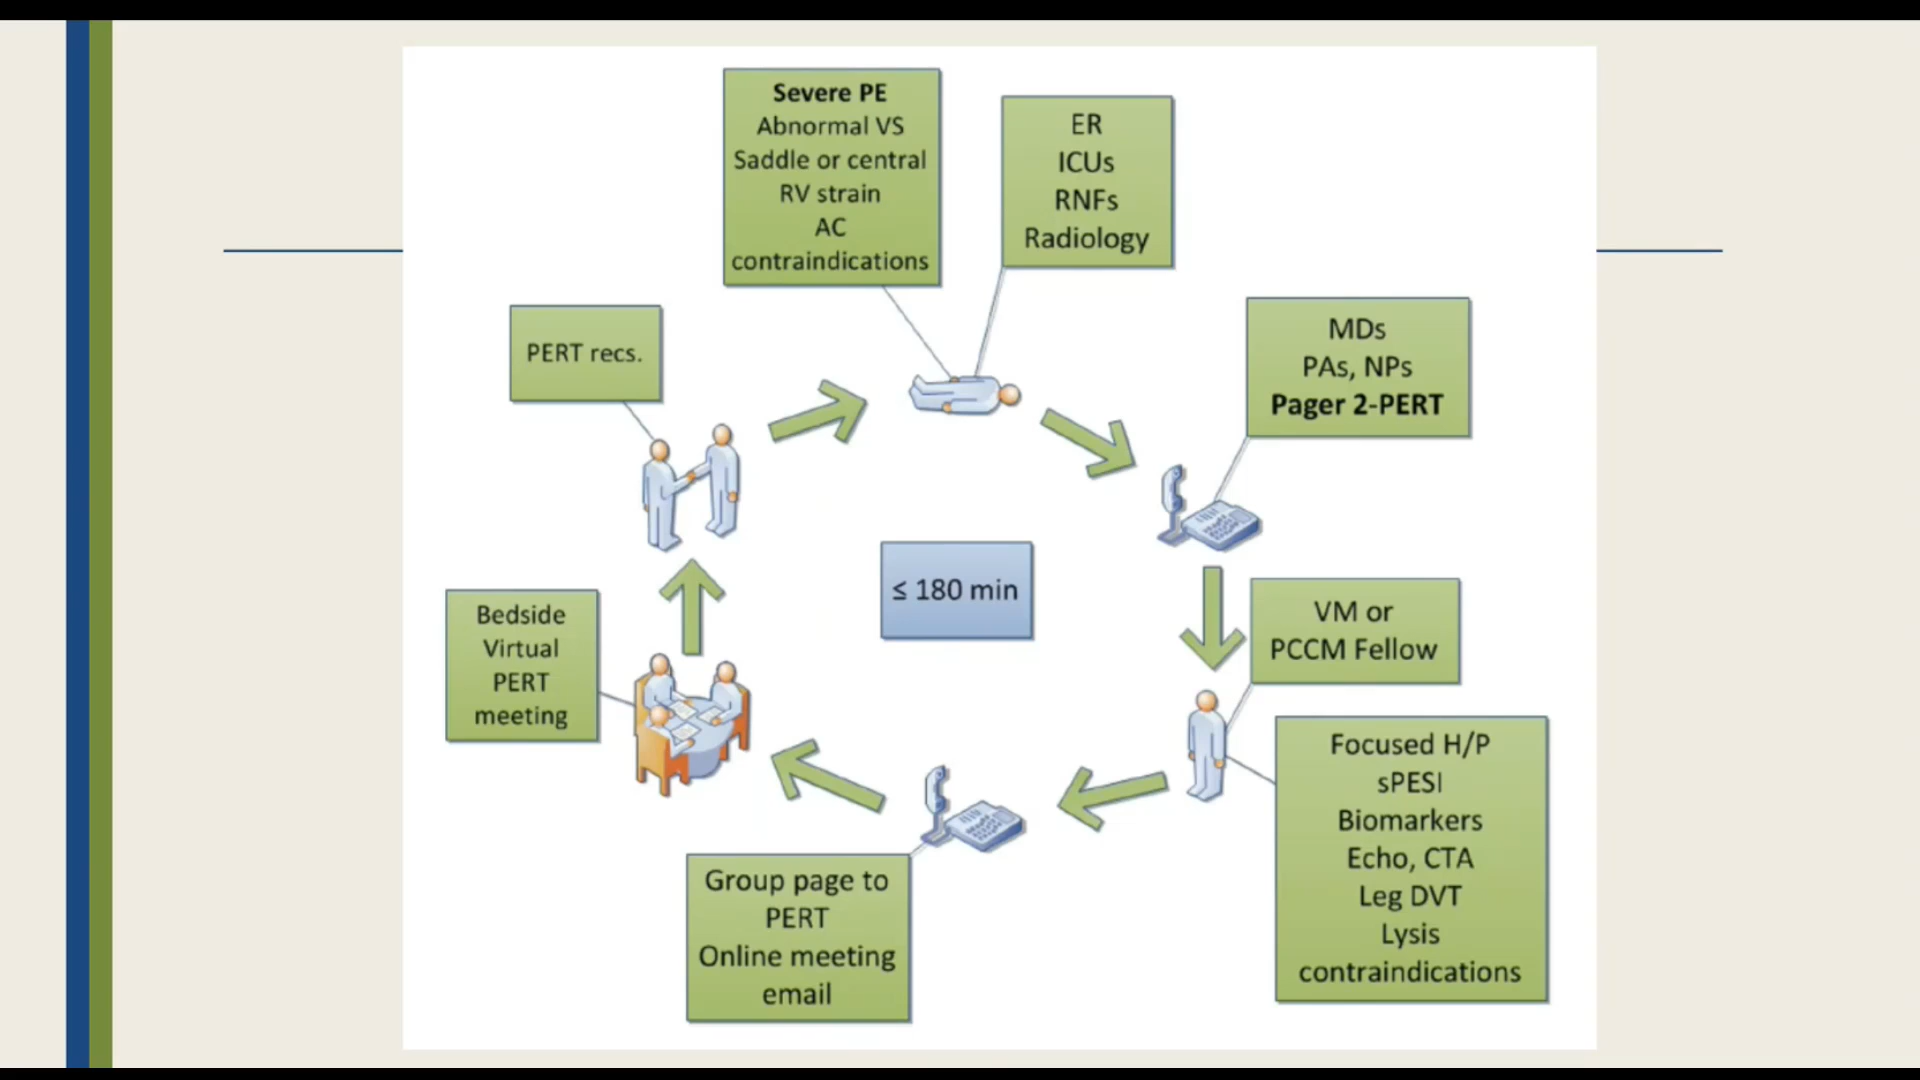 Severe PE
Abnormal VS
Saddle or central
RV strain
AC
contraindications
ER
ICUs
RNFs
Radiology
MDs
PAs, NPs
Pager 2-PERT
VM or
PCCM Fellow
Focused H/P
sPESI
Biomarkers
Echo, CTA
Leg DVT
Lysis
contraindications
Group page to
PERT
Online meeting
email
Bedside
Virtual
PERT
meeting
PERT recs.
≤ 180 min